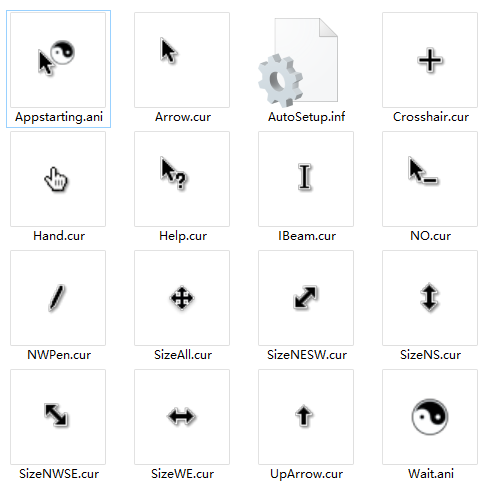 Appstarting.ani
Arrow.cur
AutoSetup.inf
Crosshair.cur
Hand.cur
Help.cur
IBeam.cur
NO.cur
NWPen.cur
SizeAll.cur
SizeNESW.cur
SizeNS.cur
SizeNWSE.cur
SizeWE.cur
UpArrow.cur
Wait.ani